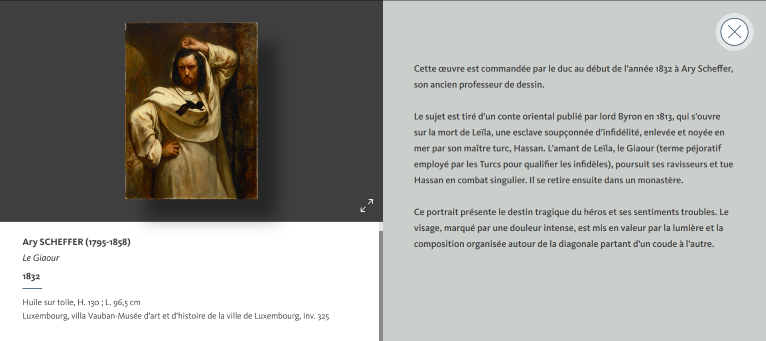 Ary SCHEFFER (1795-1858)
Le Giaour
1832
Huile sur toile, H. 130 ; L. 96,5 cm
Luxembourg, villa Vauban-Musée d'art et d'histoire de la ville de Luxembourg, inv. 325
Cette œuvre est commandée par le duc au début de l'année 1832 à Ary Scheffer,
son ancien professeur de dessin.
Le sujet est tiré d'un conte oriental publié par lord Byron en 1813, qui s'ouvre
sur la mort de Leïla, une esclave soupçonnée d'infidélité, enlevée et noyée en
mer par son maître turc, Hassan. L'amant de Leïla, le Giaour (terme péjoratif
employé par les Turcs pour qualifier les infidèles), poursuit ses ravisseurs et tue
Hassan en combat singulier. Il se retire ensuite dans un monastère.
Ce portrait présente le destin tragique du héros et ses sentiments troubles. Le
visage, marqué par une douleur intense, est mis en valeur par la lumière et la
composition organisée autour de la diagonale partant d'un coude à l'autre.